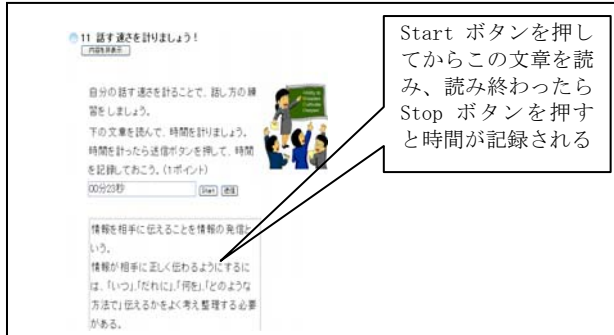 11 話す速さを計りましょう！
内容を非表示
自分の話す速さを計ることで、話し方の練
習をしましょう。
下の文章を読んで、時間を計りましょう。
時間を計ったら送信ボタンを押して、時間
を記録しておこう。（1ポイント）
00分23秒
Start 送信
情報を相手に伝えることを情報の発信と
いう。
情報が相手に正しく伝わるようにするに
は、「いつ」、「だれに」、「何を」、「どのような
方法で」伝えるかをよく考え整理する必要
がある。
Start ボタンを押し
てからこの文章を読
み、読み終わったら
Stop ボタンを押す
と時間が記録される